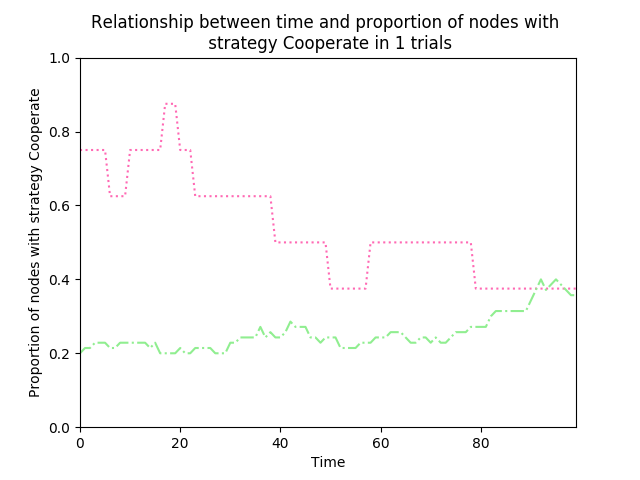 Relationship between time and proportion of nodes with
strategy Cooperate in 1 trials
Proportion of nodes with strategy Cooperate
1.0
0.8
0.6
0.4
0.2
0.0
0 20 40 60 80
Time